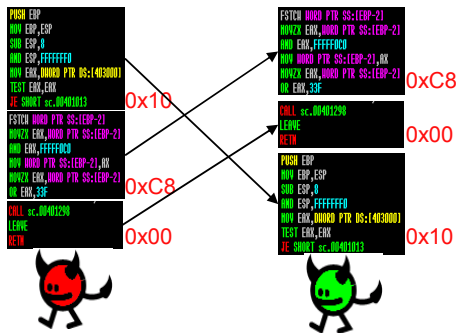 PUSH EBP
MOV EBP,ESP
SUB ESP,8
AND ESP,FFFFFFF0
MOV EAX,DWORD PTR DS:[403000]
TEST EAX,EAX
JE SHORT sc.00401013
0x10
FSTCW WORD PTR SS:[EBP-2]
MOVZX EAX,WORD PTR SS:[EBP-2]
AND EAX,FFFFF0C0
MOV WORD PTR SS:[EBP-2],AX
MOVZX EAX,WORD PTR SS:[EBP-2]
OR EAX,33F
0xC8
CALL sc.00401298
LEAVE
RETN
0x00
FSTCW WORD PTR SS:[EBP-2]
MOVZX EAX,WORD PTR SS:[EBP-2]
AND EAX,FFFFF0C0
MOV WORD PTR SS:[EBP-2],AX
MOVZX EAX,WORD PTR SS:[EBP-2]
OR EAX,33F
0xC8
CALL sc.00401298
LEAVE
RETN
0x00
PUSH EBP
MOV EBP,ESP
SUB ESP,8
AND ESP,FFFFFFF0
MOV EAX,DWORD PTR DS:[403000]
TEST EAX,EAX
JE SHORT sc.00401013
0x10